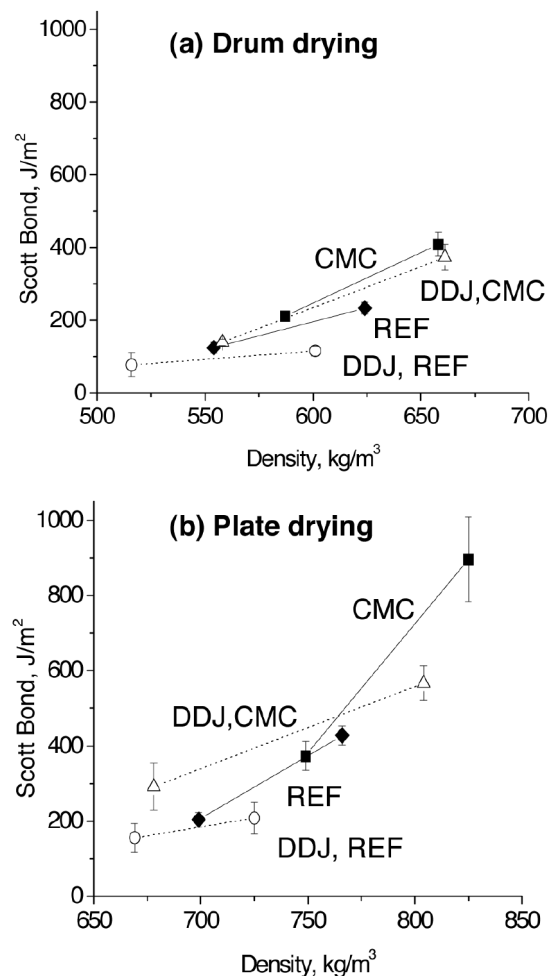 (a) Drum drying
1000
800
600
400
200
0
Scott Bond, J/m²
CMC
DDJ,CMC
REF
DDJ, REF
500 550 600 650 700
Density, kg/m³
(b) Plate drying
1000
800
600
400
200
0
Scott Bond, J/m²
CMC
DDJ,CMC
REF
DDJ, REF
650 700 750 800 850
Density, kg/m³